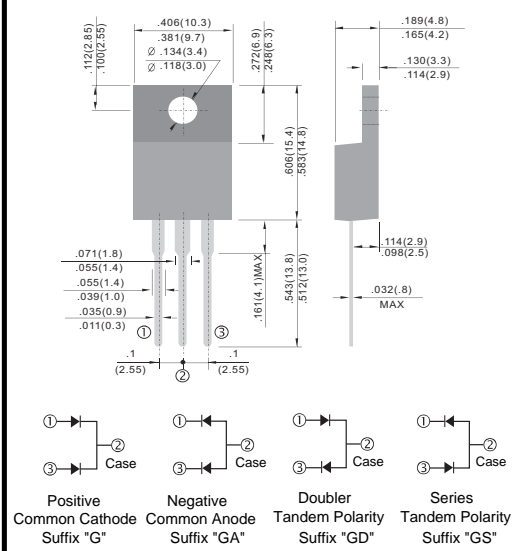 .406(10.3)
.381(9.7)
Ø .134(3.4)
Ø .118(3.0)
.112(2.85)
.100(2.55)
.272(6.9)
.248(6.3)
.189(4.8)
.165(4.2)
.130(3.3)
.114(2.9)
.606(15.4)
.583(14.8)
.071(1.8)
.055(1.4)
.055(1.4)
.039(1.0)
.035(0.9)
.011(0.3)
.161(4.1)MAX
.543(13.8)
.512(13.0)
.114(2.9)
.098(2.5)
.032(.8)
MAX
① ③
.1
(2.55)
②
.1
(2.55)
① ② ③ Case
① ② ③ Case
① ② ③ Case
① ② ③ Case
Positive
Common Cathode
Suffix "G"
Negative
Common Anode
Suffix "GA"
Doubler
Tandem Polarity
Suffix "GD"
Series
Tandem Polarity
Suffix "GS"